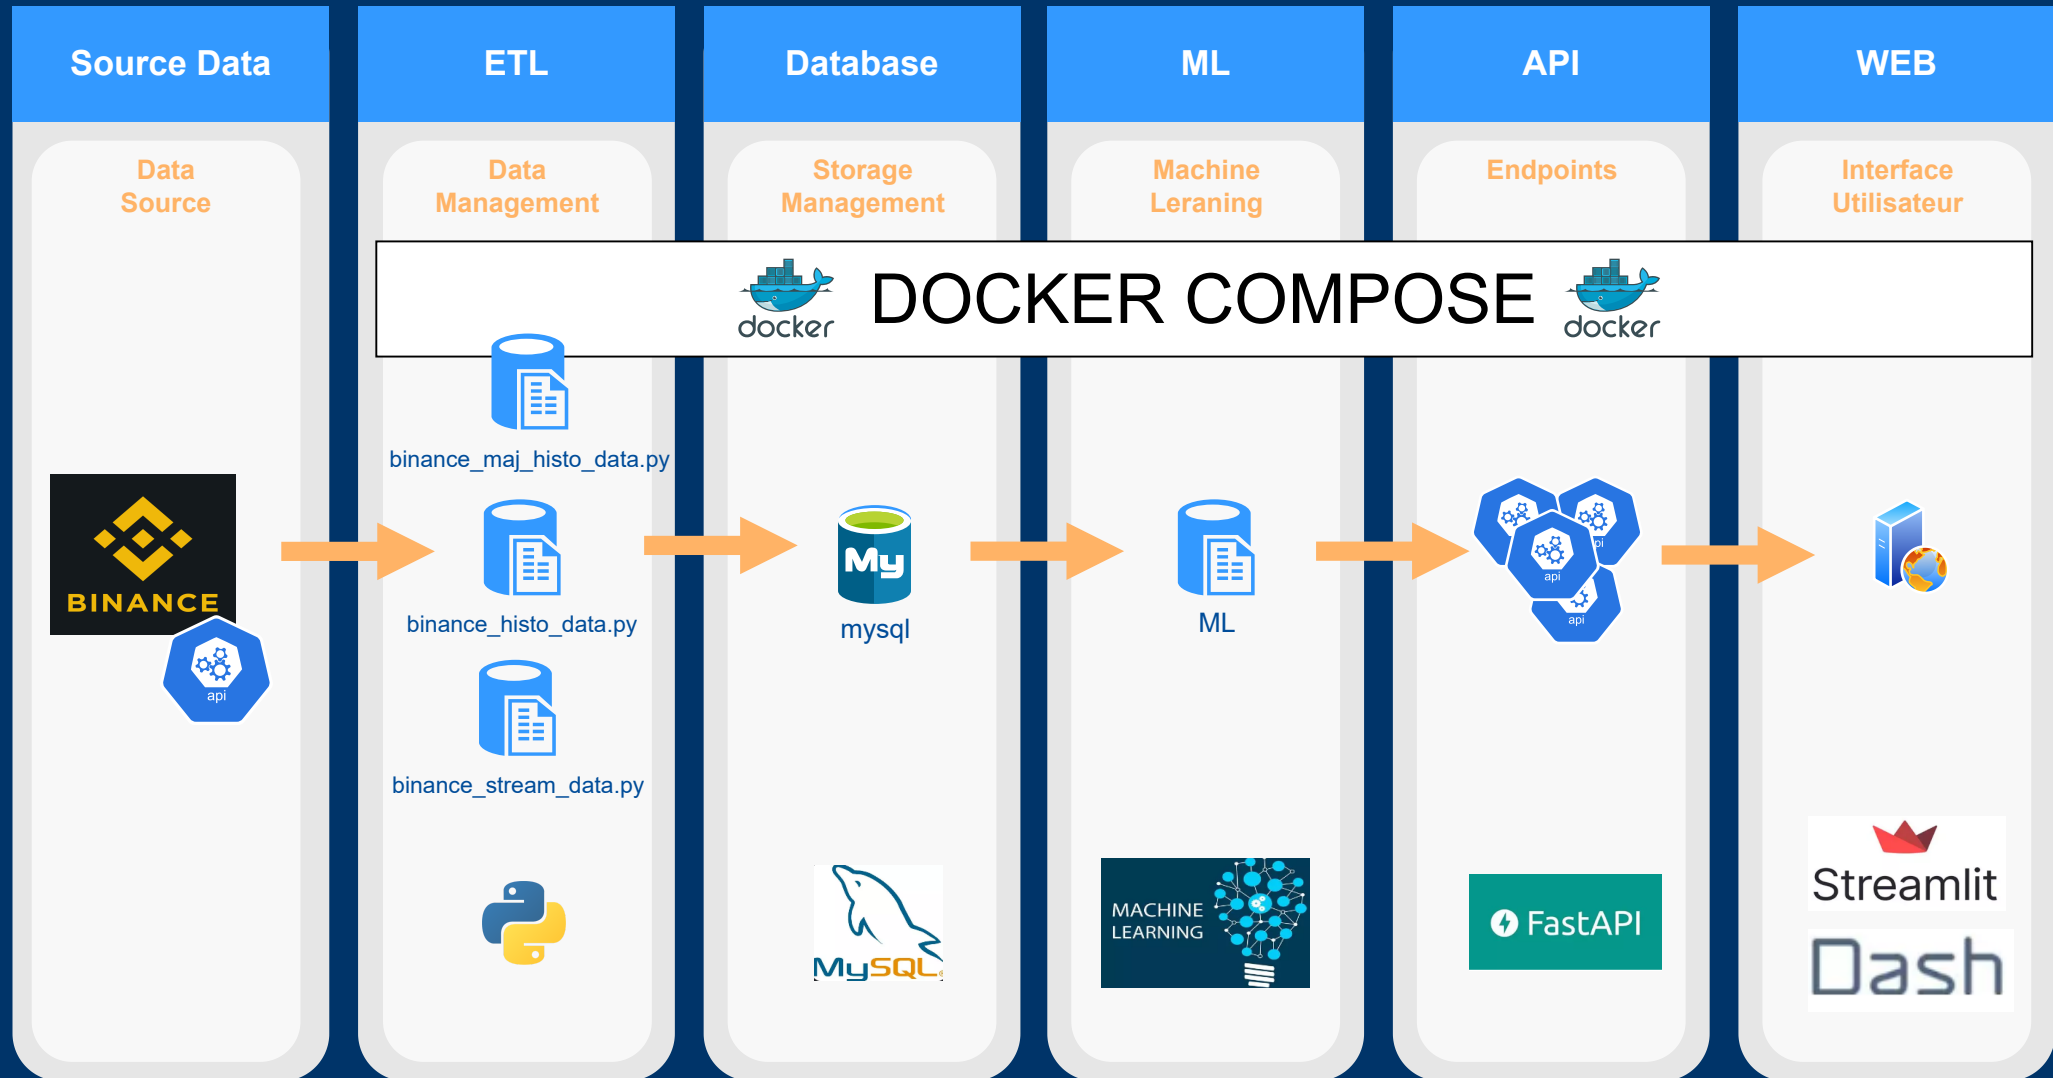 Source Data
ETL
Database
ML
API
WEB
Data
Source
Data
Management
Storage
Management
Machine
Leraning
Endpoints
Interface
Utilisateur
docker
DOCKER COMPOSE
docker
BINANCE
api
binance_maj_histo_data.py
binance_histo_data.py
binance_stream_data.py
My
mysql
ML
pi
api
api
MySQL
MACHINE
LEARNING
FastAPI
Streamlit
Dash